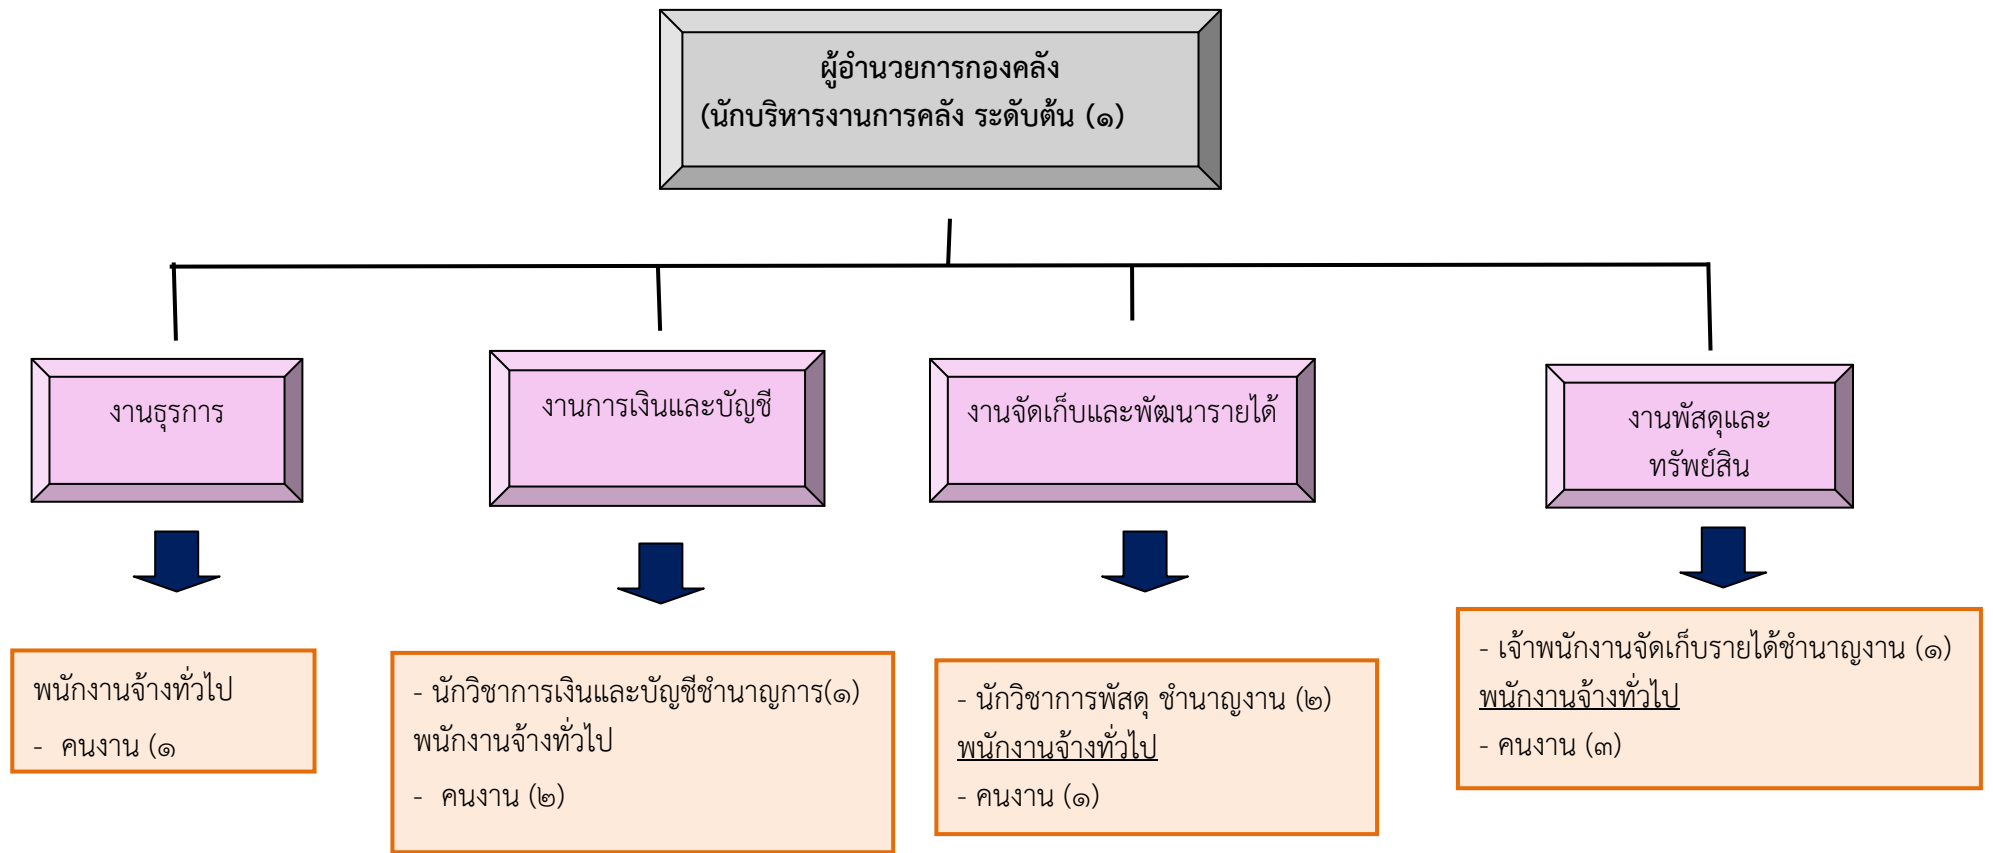 ผู้อำนวยการกองคลัง
(นักบริหารงานการคลัง ระดับต้น (๑)
งานธุรการ
งานการเงินและบัญชี
งานจัดเก็บและพัฒนารายได้
งานพัสดุและ
ทรัพย์สิน
พนักงานจ้างทั่วไป
- คนงาน (๑
- นักวิชาการเงินและบัญชีชำนาญการ(๑)
พนักงานจ้างทั่วไป
- คนงาน (๒)
- นักวิชาการพัสดุ ชำนาญงาน (๒)
พนักงานจ้างทั่วไป
- คนงาน (๑)
- เจ้าพนักงานจัดเก็บรายได้ชำนาญงาน (๑)
พนักงานจ้างทั่วไป
- คนงาน (๓)